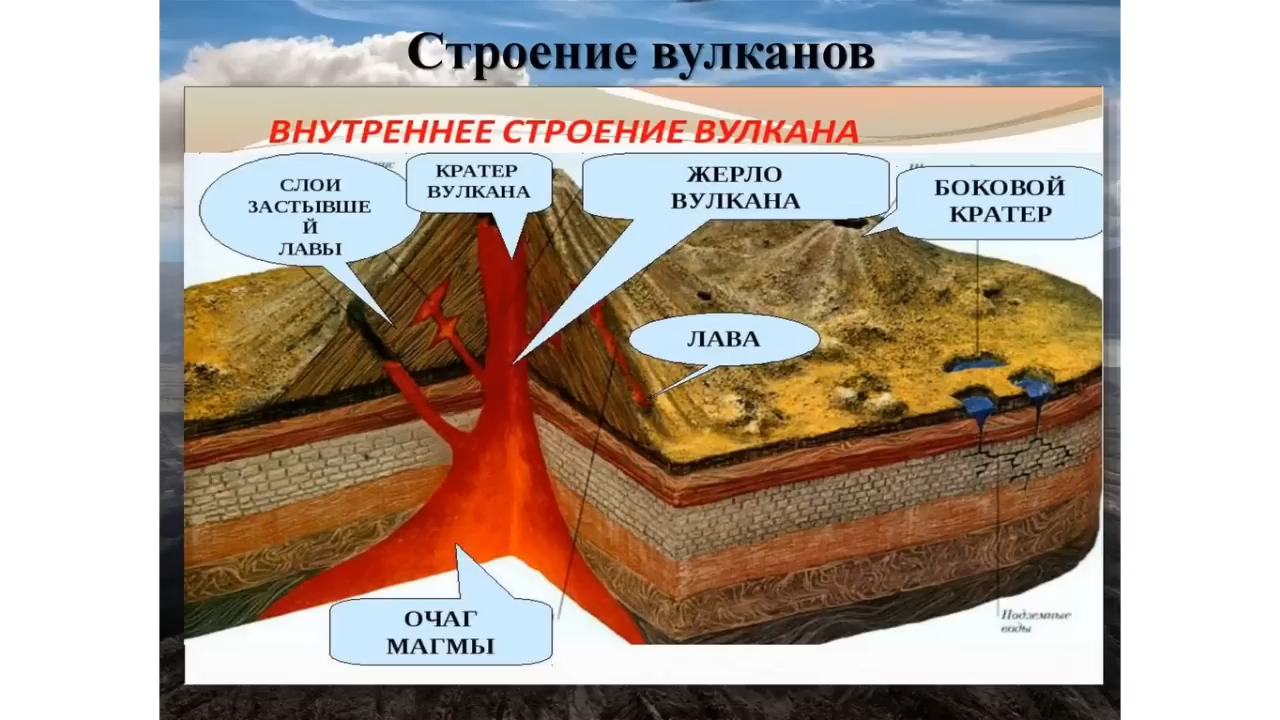 Строение вулканов
ВНУТРЕННЕЕ СТРОЕНИЕ ВУЛКАНА
СЛОИ
ЗАСТЫВШЕ
Й
ЛАВЫ
КРАТЕР
ВУЛКАНА
ЖЕРЛО
ВУЛКАНА
БОКОВОЙ
КРАТЕР
ЛАВА
ОЧАГ
МАГМЫ
Подземные
воды